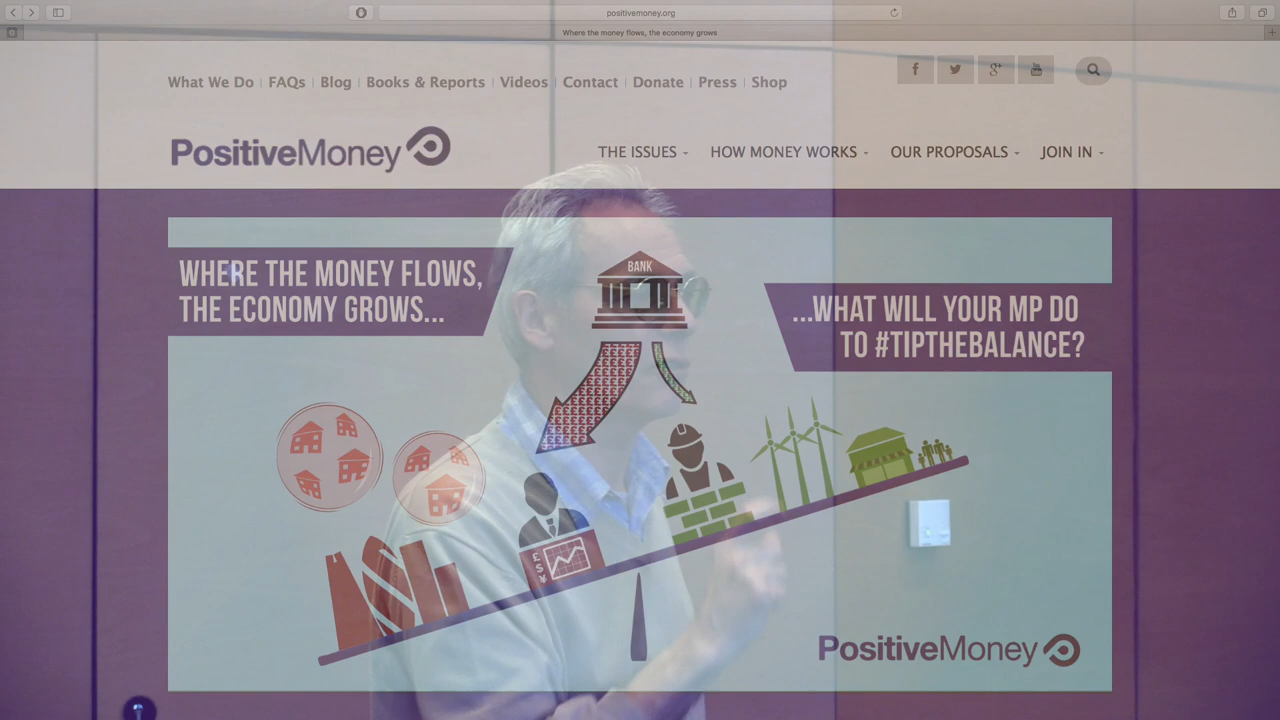 positivemoney.org
Where the money flows, the economy grows
What We Do FAQs Blog Books & Reports Videos Contact Donate Press Shop
PositiveMoney
THE ISSUES HOW MONEY WORKS OUR PROPOSALS JOIN IN
WHERE THE MONEY FLOWS,
THE ECONOMY GROWS...
BANK
...WHAT WILL YOUR MP DO
TO #TIPTHEBALANCE?
£
$
¥
PositiveMoney